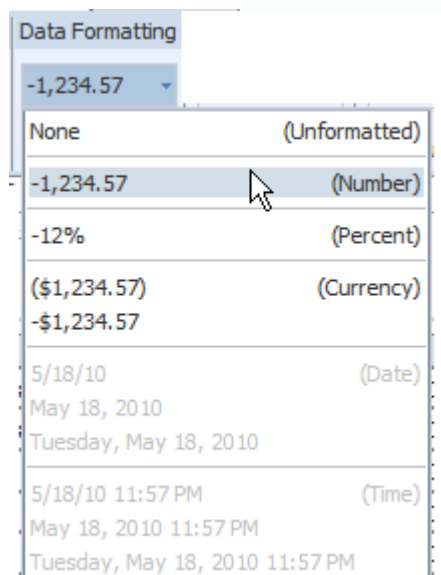 Data Formatting
-1,234.57
None (Unformatted)
-1,234.57 (Number)
-12% (Percent)
($1,234.57) (Currency)
-$1,234.57
5/18/10 (Date)
May 18, 2010
Tuesday, May 18, 2010
5/18/10 11:57 PM (Time)
May 18, 2010 11:57 PM
Tuesday, May 18, 2010 11:57 PM